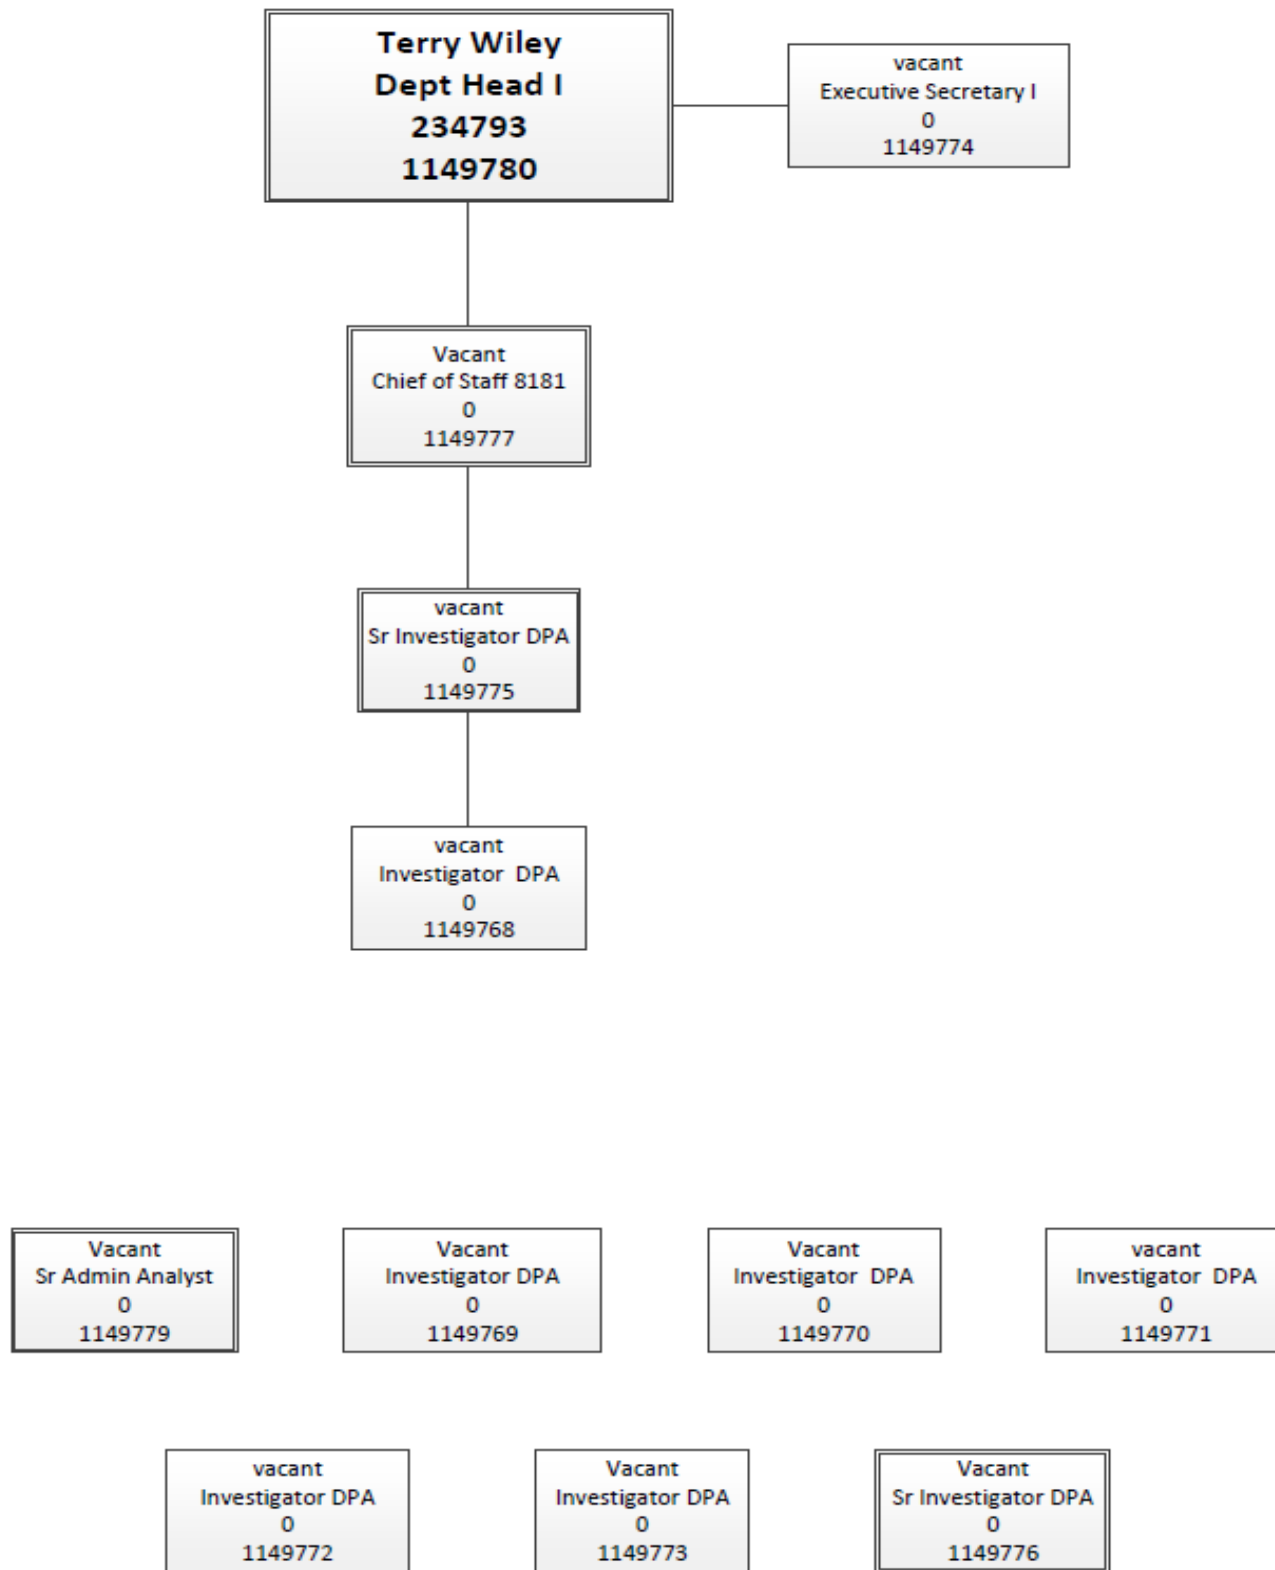 Terry Wiley
Dept Head I
234793
1149780
vacant
Executive Secretary I
0
1149774
Vacant
Chief of Staff 8181
0
1149777
vacant
Sr Investigator DPA
0
1149775
vacant
Investigator  DPA
0
1149768
Vacant
Sr Admin Analyst
0
1149779
Vacant
Investigator DPA
0
1149769
Vacant
Investigator  DPA
0
1149770
vacant
Investigator  DPA
0
1149771
vacant
Investigator DPA
0
1149772
Vacant
Investigator DPA
0
1149773
Vacant
Sr Investigator DPA
0
1149776